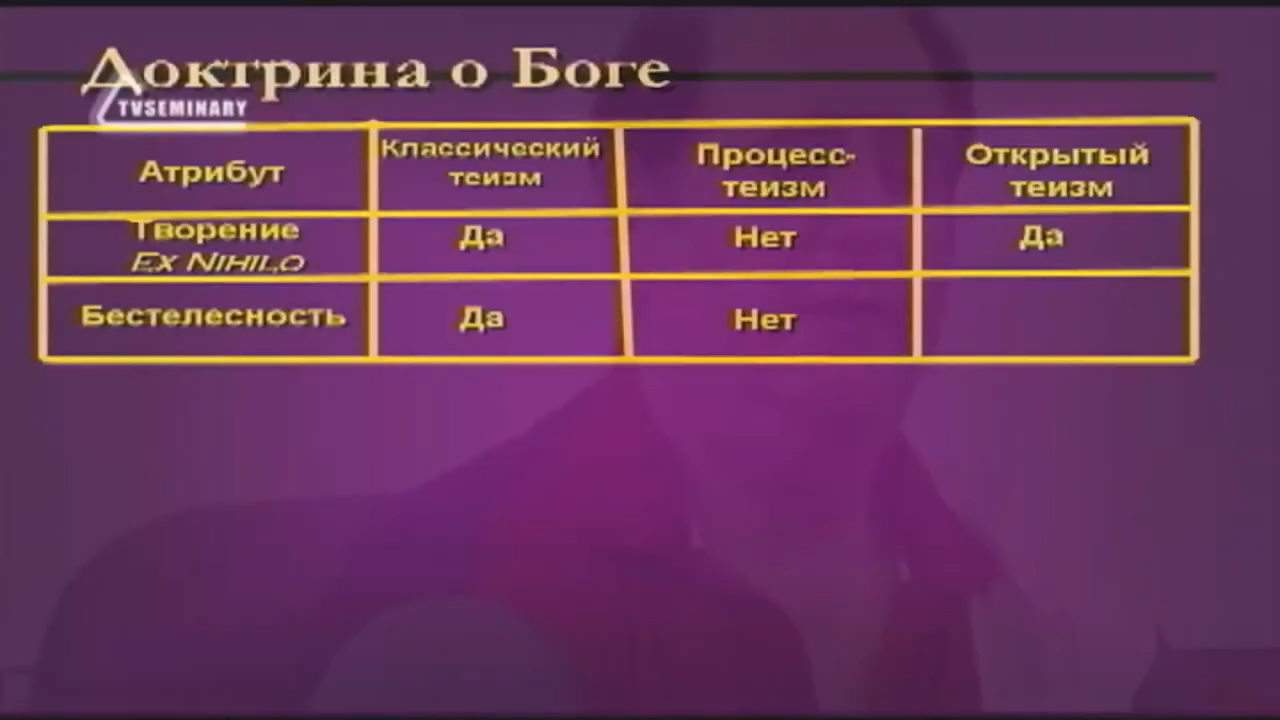 Доктрина о Боге
TVSEMINARY
Атрибут
Классический
теизм
Процесс-
теизм
Открытый
теизм
Творение
Ex Nihilo
Да
Нет
Да
Бестелесность
Да
Нет